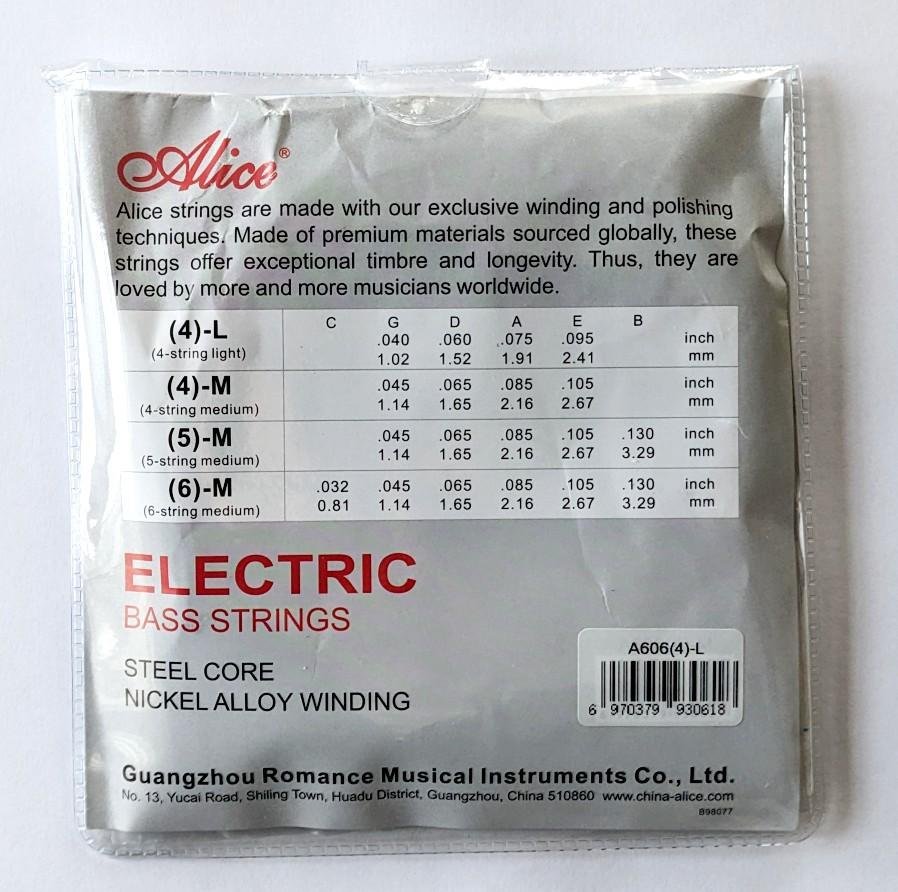 Alice®
Alice strings are made with our exclusive winding and polishing
techniques. Made of premium materials sourced globally, these
strings offer exceptional timbre and longevity. Thus, they are
loved by more and more musicians worldwide.
C G D A E B
(4)-L .040 .060 .075 .095 inch
(4-string light) 1.02 1.52 1.91 2.41 mm
(4)-M .045 .065 .085 .105 inch
(4-string medium) 1.14 1.65 2.16 2.67 mm
(5)-M .045 .065 .085 .105 .130 inch
(5-string medium) 1.14 1.65 2.16 2.67 3.29 mm
(6)-M .032 .045 .065 .085 .105 .130 inch
(6-string medium) 0.81 1.14 1.65 2.16 2.67 3.29 mm
ELECTRIC
BASS STRINGS
STEEL CORE
NICKEL ALLOY WINDING
A606(4)-L
6 970379 930618
Guangzhou Romance Musical Instruments Co., Ltd.
No. 13, Yucai Road, Shiling Town, Huadu District, Guangzhou, China 510860 www.china-alice.com
B98077